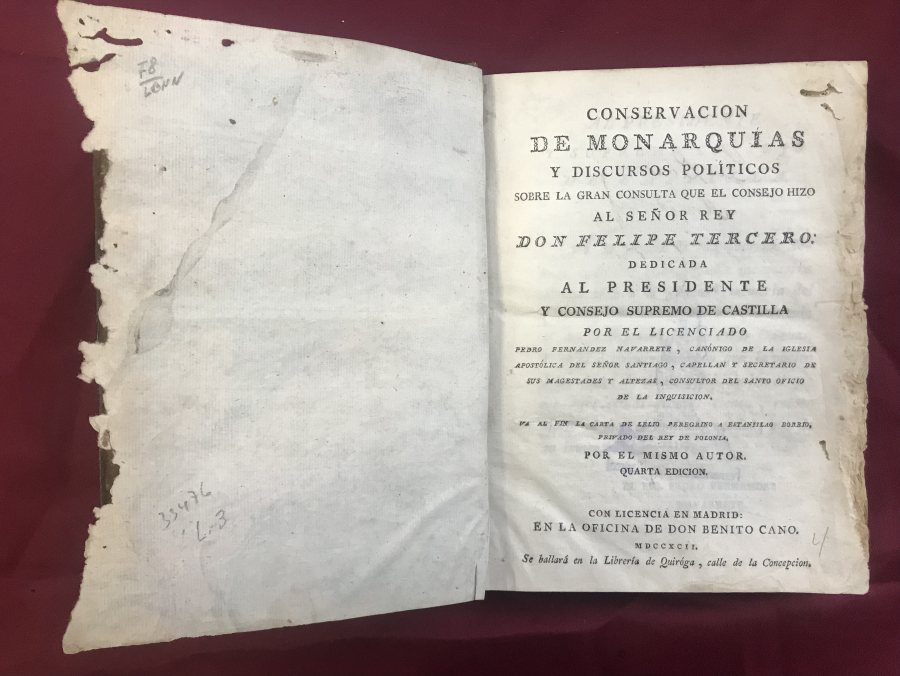 F8
33476
L-3
CONSERVACION
DE MONARQUÍAS
Y DISCURSOS POLÍTICOS
SOBRE LA GRAN CONSULTA QUE EL CONSEJO HIZO
AL SEÑOR REY
DON FELIPE TERCERO:
DEDICADA
AL PRESIDENTE
Y CONSEJO SUPREMO DE CASTILLA
POR EL LICENCIADO
PEDRO FERNANDEZ NAVARRETE, CANÓNIGO DE LA IGLESIA
APOSTÓLICA DEL SEÑOR SANTIAGO, CAPELLAN Y SECRETARIO DE
SUS MAGESTADES Y ALTEZAS, CONSULTOR DEL SANTO OFICIO
DE LA INQUISICION.
VA AL FIN LA CARTA DE LELIO PEREGRINO A ESTANISLAO BORBIO,
PRIVADO DEL REY DE POLONIA,
POR EL MISMO AUTOR.
QUARTA EDICION.
CON LICENCIA EN MADRID:
EN LA OFICINA DE DON BENITO CANO.
MDCCXCII.
Se hallará en la Librería de Quiróga, calle de la Concepcion.